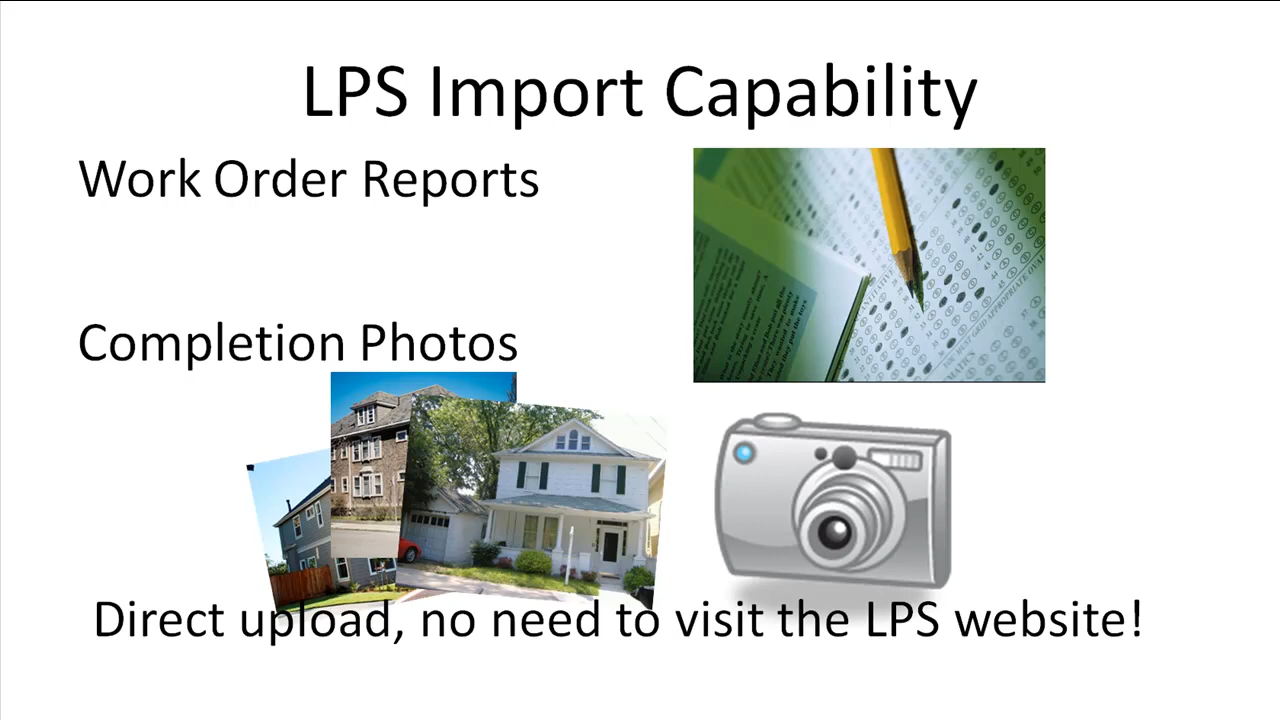 LPS Import Capability
Work Order Reports
Completion Photos
Direct upload, no need to visit the LPS website!